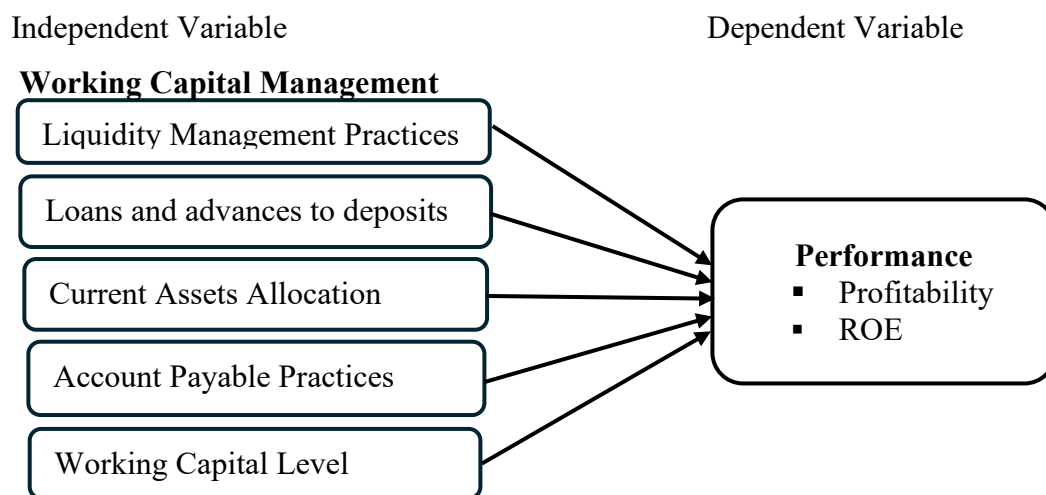 Independent Variable
Dependent Variable
Working Capital Management
Liquidity Management Practices
Loans and advances to deposits
Current Assets Allocation
Account Payable Practices
Working Capital Level
Performance
▪ Profitability
▪ ROE